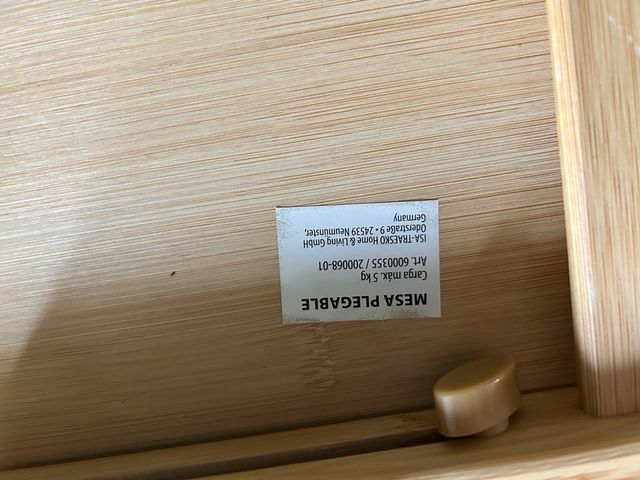 MESA PLEGABLE
Carga máx. 5 kg
Art. 6000355 / 200068-01
ISA-TRAESKO Home & Living GmbH
Oderstraße 9 • 24539 Neumünster,
Germany